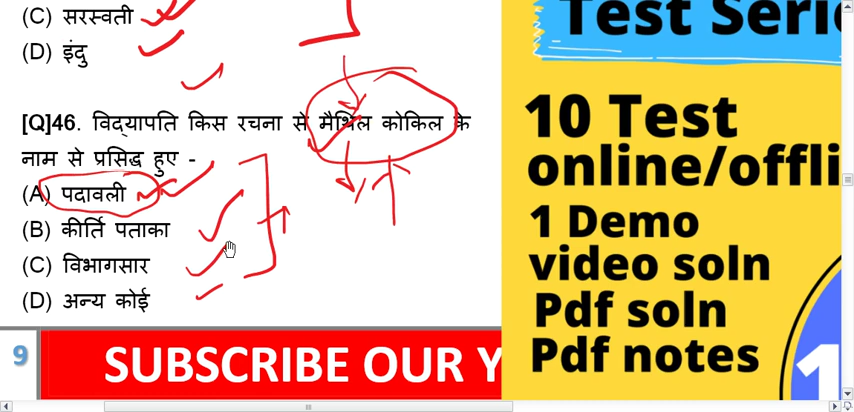 (C) सरस्वती
(D) इंदु
[Q]46. विद्यापति किस रचना से मैथिल कोकिल के
नाम से प्रसिद्ध हुए -
(A) पदावली
(B) कीर्ति पताका
(C) विभागसार
(D) अन्य कोई
9
SUBSCRIBE OUR Y
Test Seri
10 Test
online/offli
1 Demo
video soln
Pdf soln
Pdf notes
1